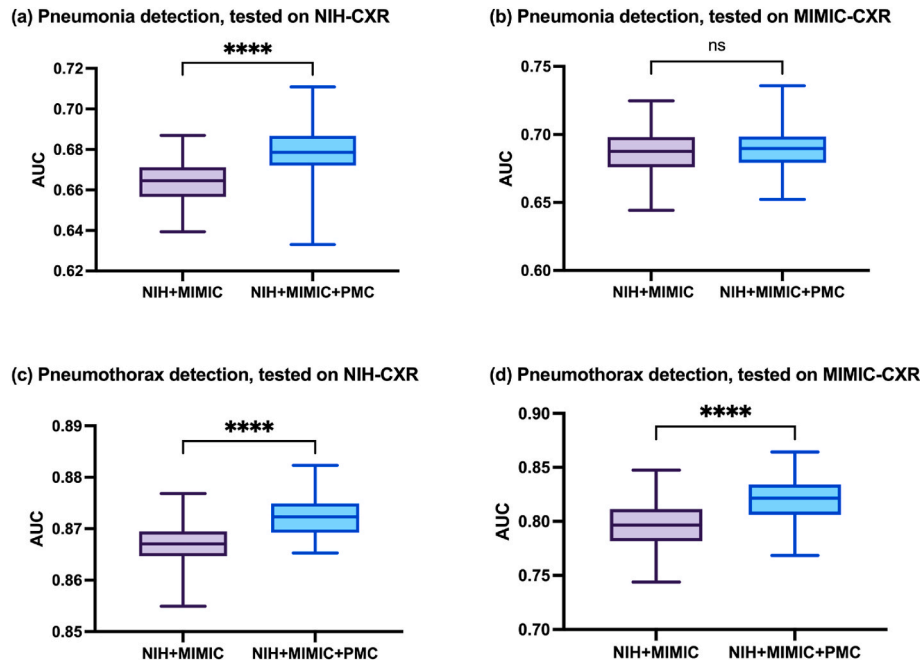 (a) Pneumonia detection, tested on NIH-CXR
****
0.72
0.70
0.68
0.66
0.64
0.62
AUC
NIH+MIMIC NIH+MIMIC+PMC
(b) Pneumonia detection, tested on MIMIC-CXR
ns
0.75
0.70
0.65
0.60
AUC
NIH+MIMIC NIH+MIMIC+PMC
(c) Pneumothorax detection, tested on NIH-CXR
****
0.89
0.88
0.87
0.86
0.85
AUC
NIH+MIMIC NIH+MIMIC+PMC
(d) Pneumothorax detection, tested on MIMIC-CXR
****
0.90
0.85
0.80
0.75
0.70
AUC
NIH+MIMIC NIH+MIMIC+PMC